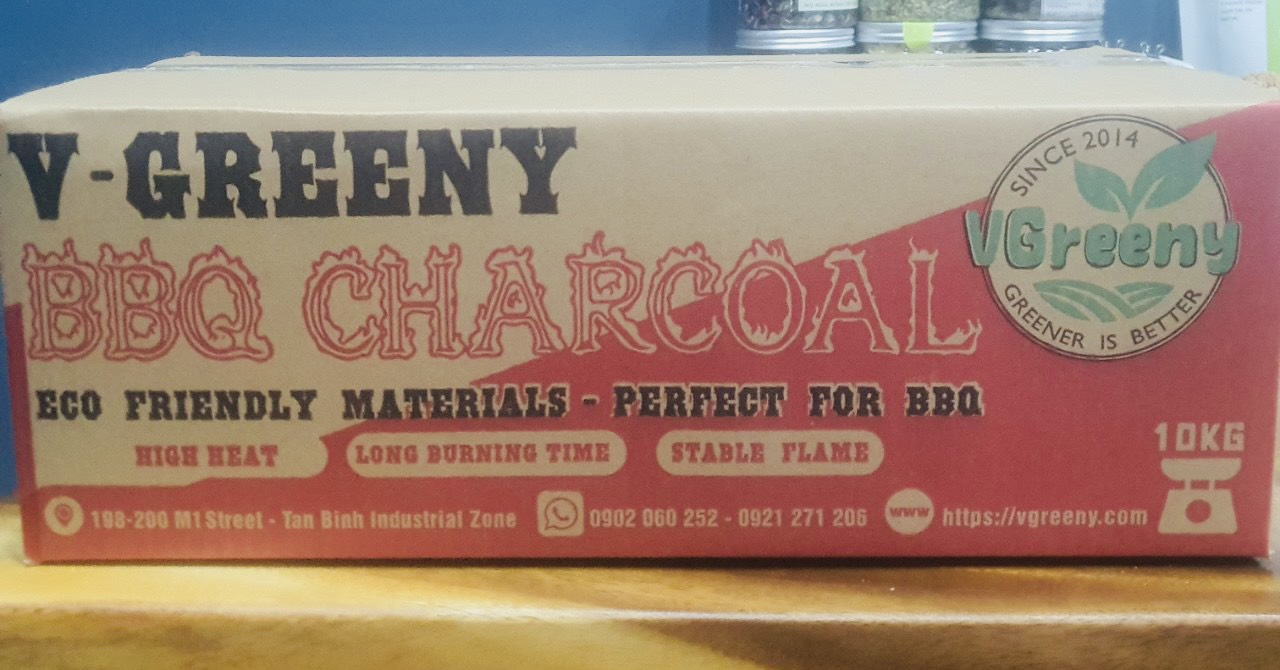 V-GREENY
SINCE 2014
VGreeny
GREENER IS BETTER
BBQ CHARCOAL
ECO FRIENDLY MATERIALS - PERFECT FOR BBQ
HIGH HEAT
LONG BURNING TIME
STABLE FLAME
10KG
198-200 M1 Street - Tan Binh Industrial Zone
0902 060 252 - 0921 271 206
www
https://vgreeny.com